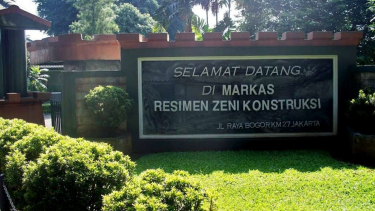 SELAMAT DATANG
DI MARKAS
RESIMEN ZENI KONSTRUKSI
JL RAYA BOGOR KM.27 JAKARTA